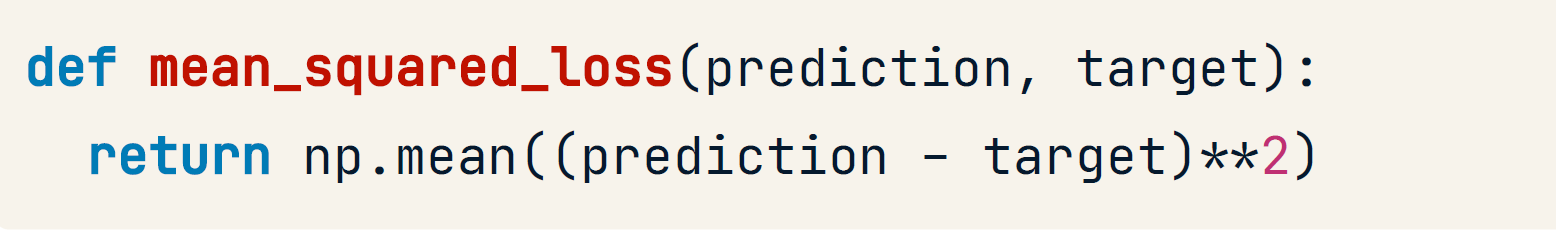 def mean_squared_loss(prediction, target):
  return np.mean((prediction - target)**2)